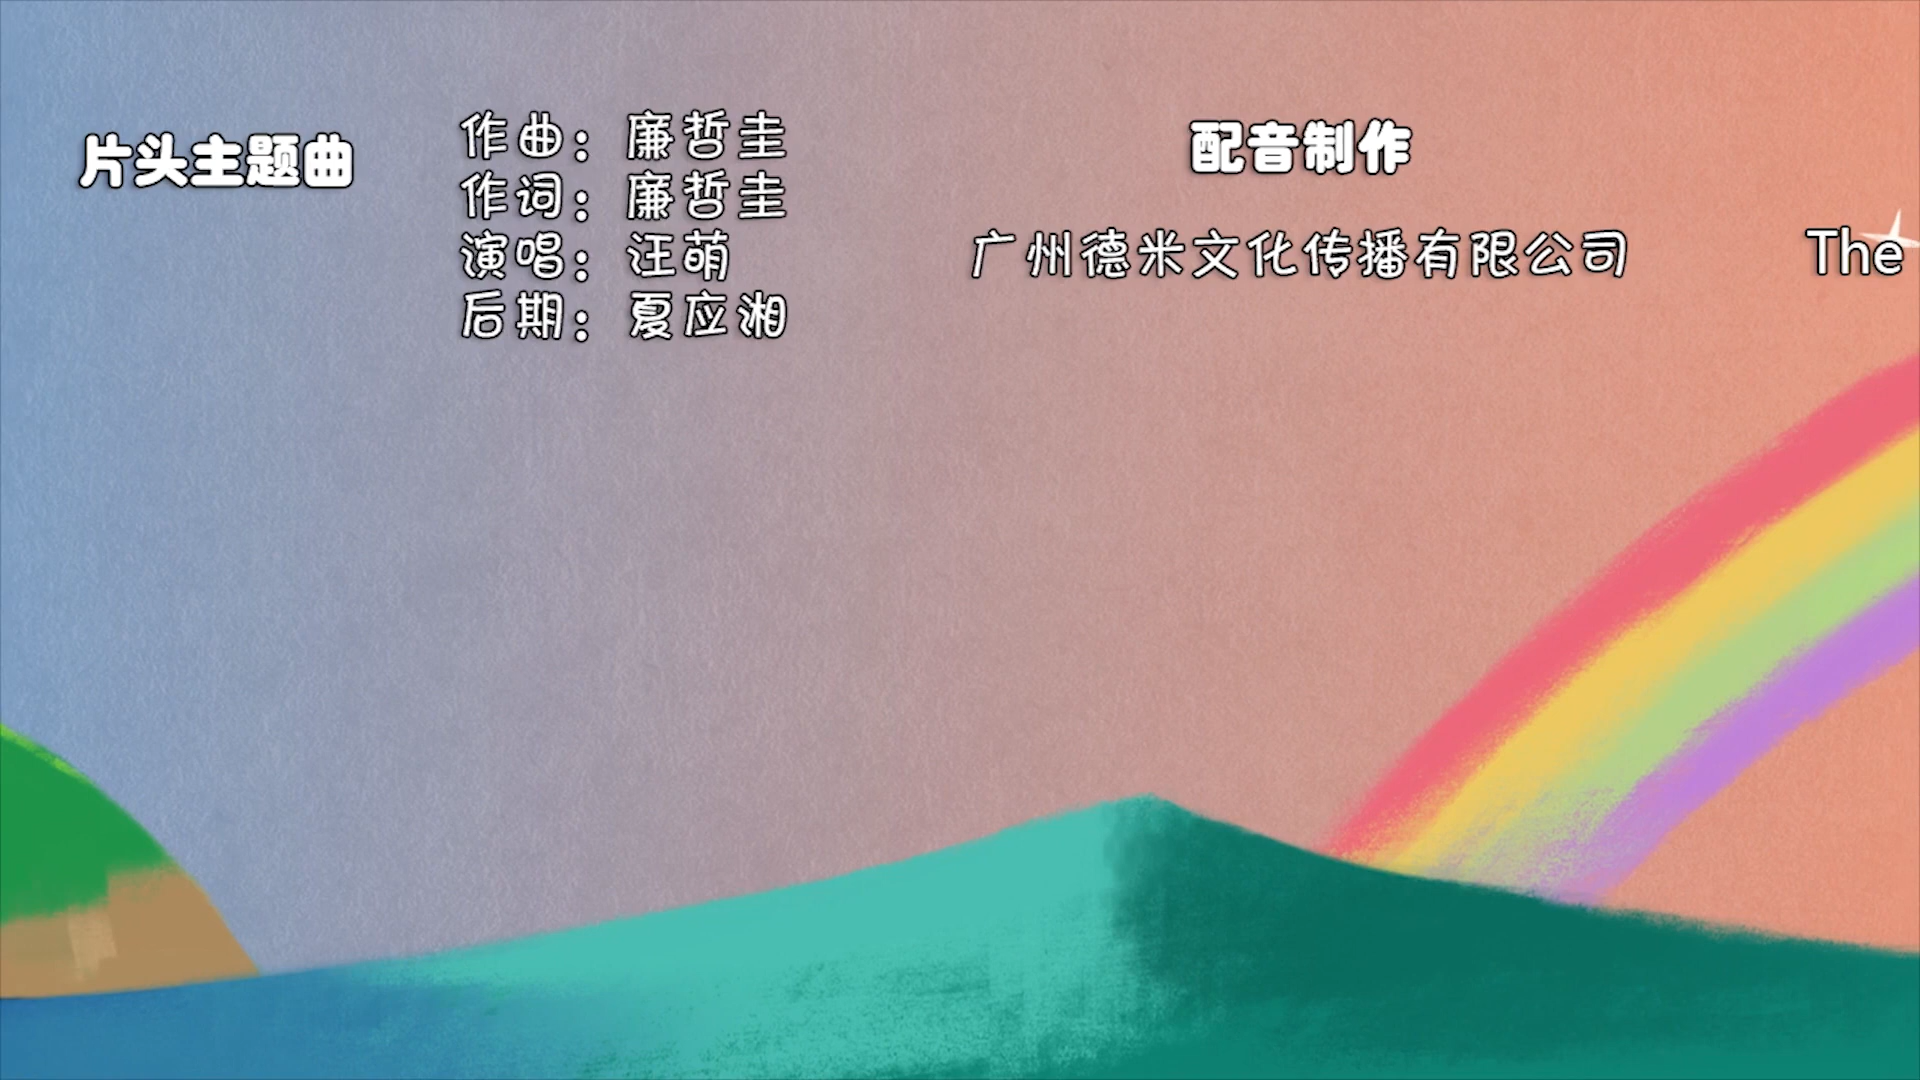 片头主题曲
作曲：廉哲圭
作词：廉哲圭
演唱：汪萌
后期：夏应湘
配音制作
广州德米文化传播有限公司
The